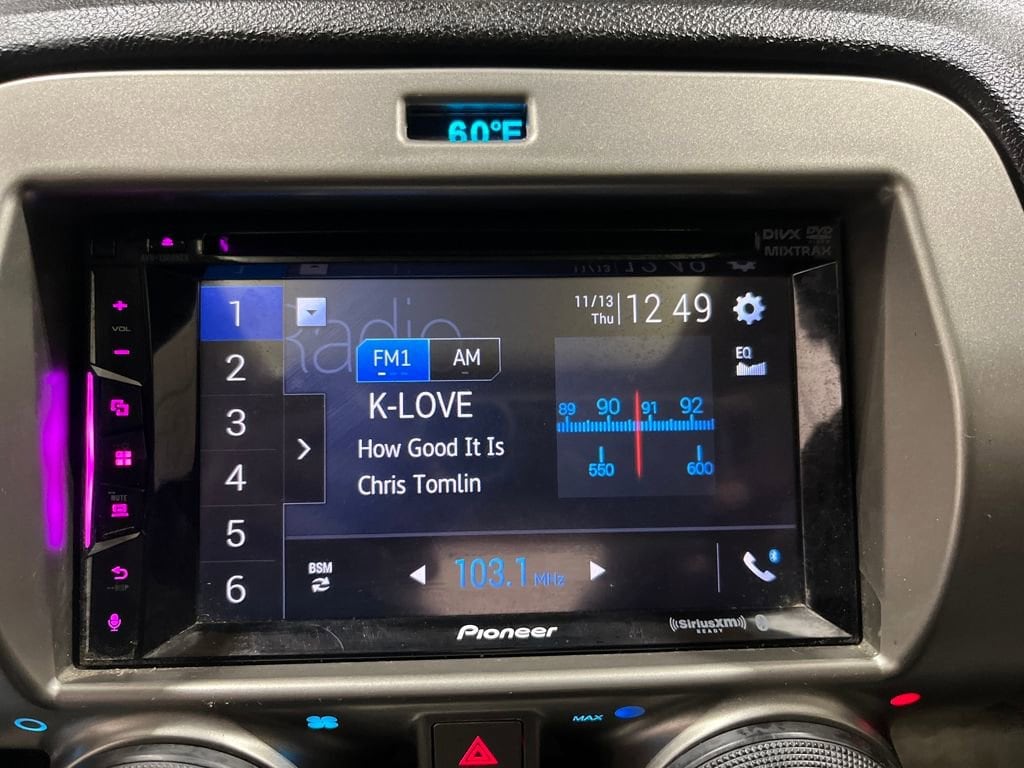 60°F
DIVX DVD
MIXTRAX
VOL
MUTE
DISP
1
2
3
4
5
6
Radio
11/13
Thu
12 49
FM1 AM
EQ
K-LOVE
How Good It Is
Chris Tomlin
89 90 91 92
550 600
BSM
103.1 MHz
Pioneer
((SiriusXM))
READY
MAX